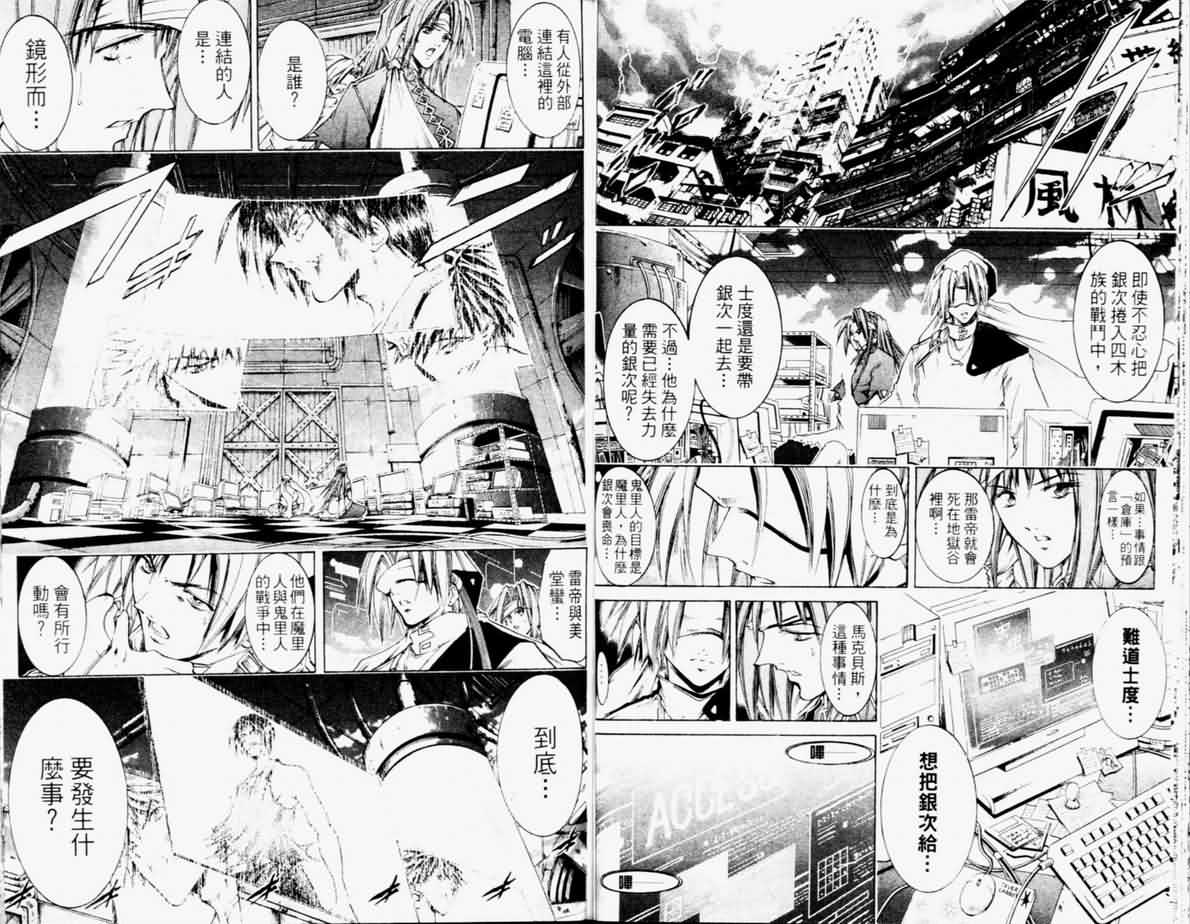 風林
即使不忍心把
銀次捲入四木
族的戰鬥中，
士度還是要帶
銀次一起去…
不過…他為什麼
需要已經失去力
量的銀次呢？
如果…事情跟
「倉庫」的預
言一樣…
那雷帝就會
死在地獄谷
裡啊…
到底是為
什麼…
鬼里人的目標是
魔里人，為什麼
銀次會喪命…
難道士度…
馬克貝斯，
這種事情…
想把銀次給…
嗶
ACCE
嗶
有人從外部
連結這裡的
電腦…
是誰？
連結的人
是…
鏡形而…
雷帝與美
堂蠻…
他們在魔里
人與鬼里人
的戰爭中…
會有所行
動嗎？
到底…
要發生什
麼事？